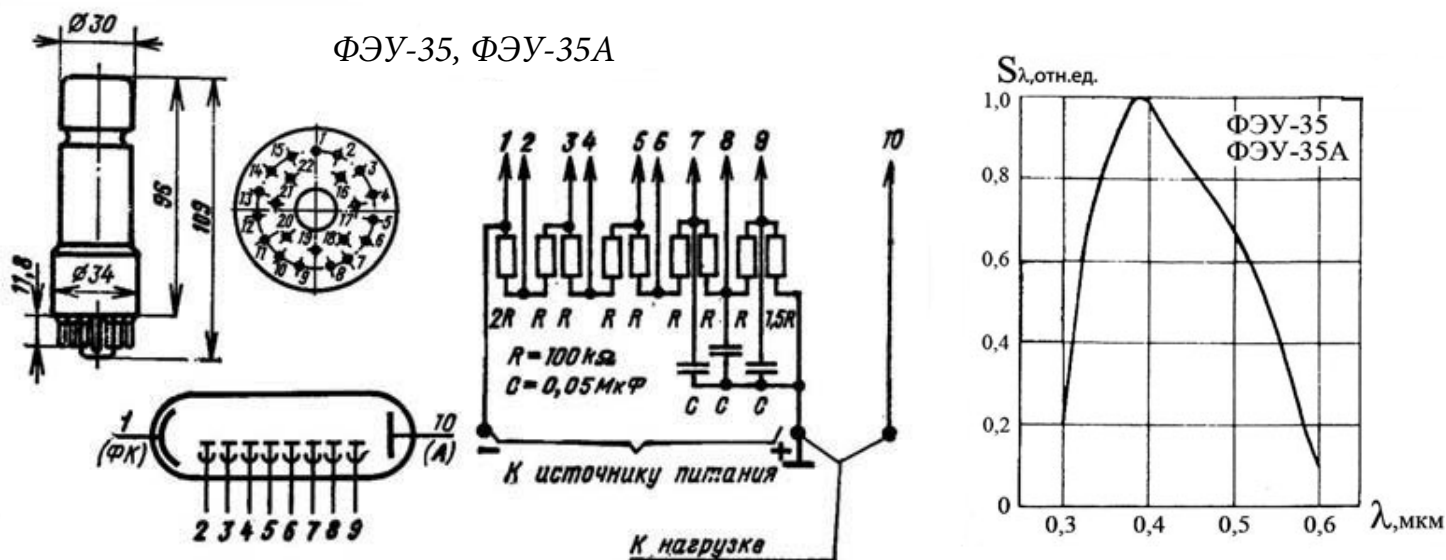 ФЭУ-35, ФЭУ-35А
Ø30
96
109
Ø34
11,8
1
2
3
4
5
6
7
8
9
10
11
12
13
14
15
16
17
18
19
20
21
22
1 2 3 4 5 6 7 8 9 10
2R R R R R R R R 1,5R
R = 100 kΩ
C = 0,05 МкФ
C C C
− +
К источнику питания
К нагрузке
1
(ФК)
10
(А)
2 3 4 5 6 7 8 9
Sλ,отн.ед.
1,0
0,8
0,6
0,4
0,2
0
ФЭУ-35
ФЭУ-35А
0,3 0,4 0,5 0,6 λ,мкм